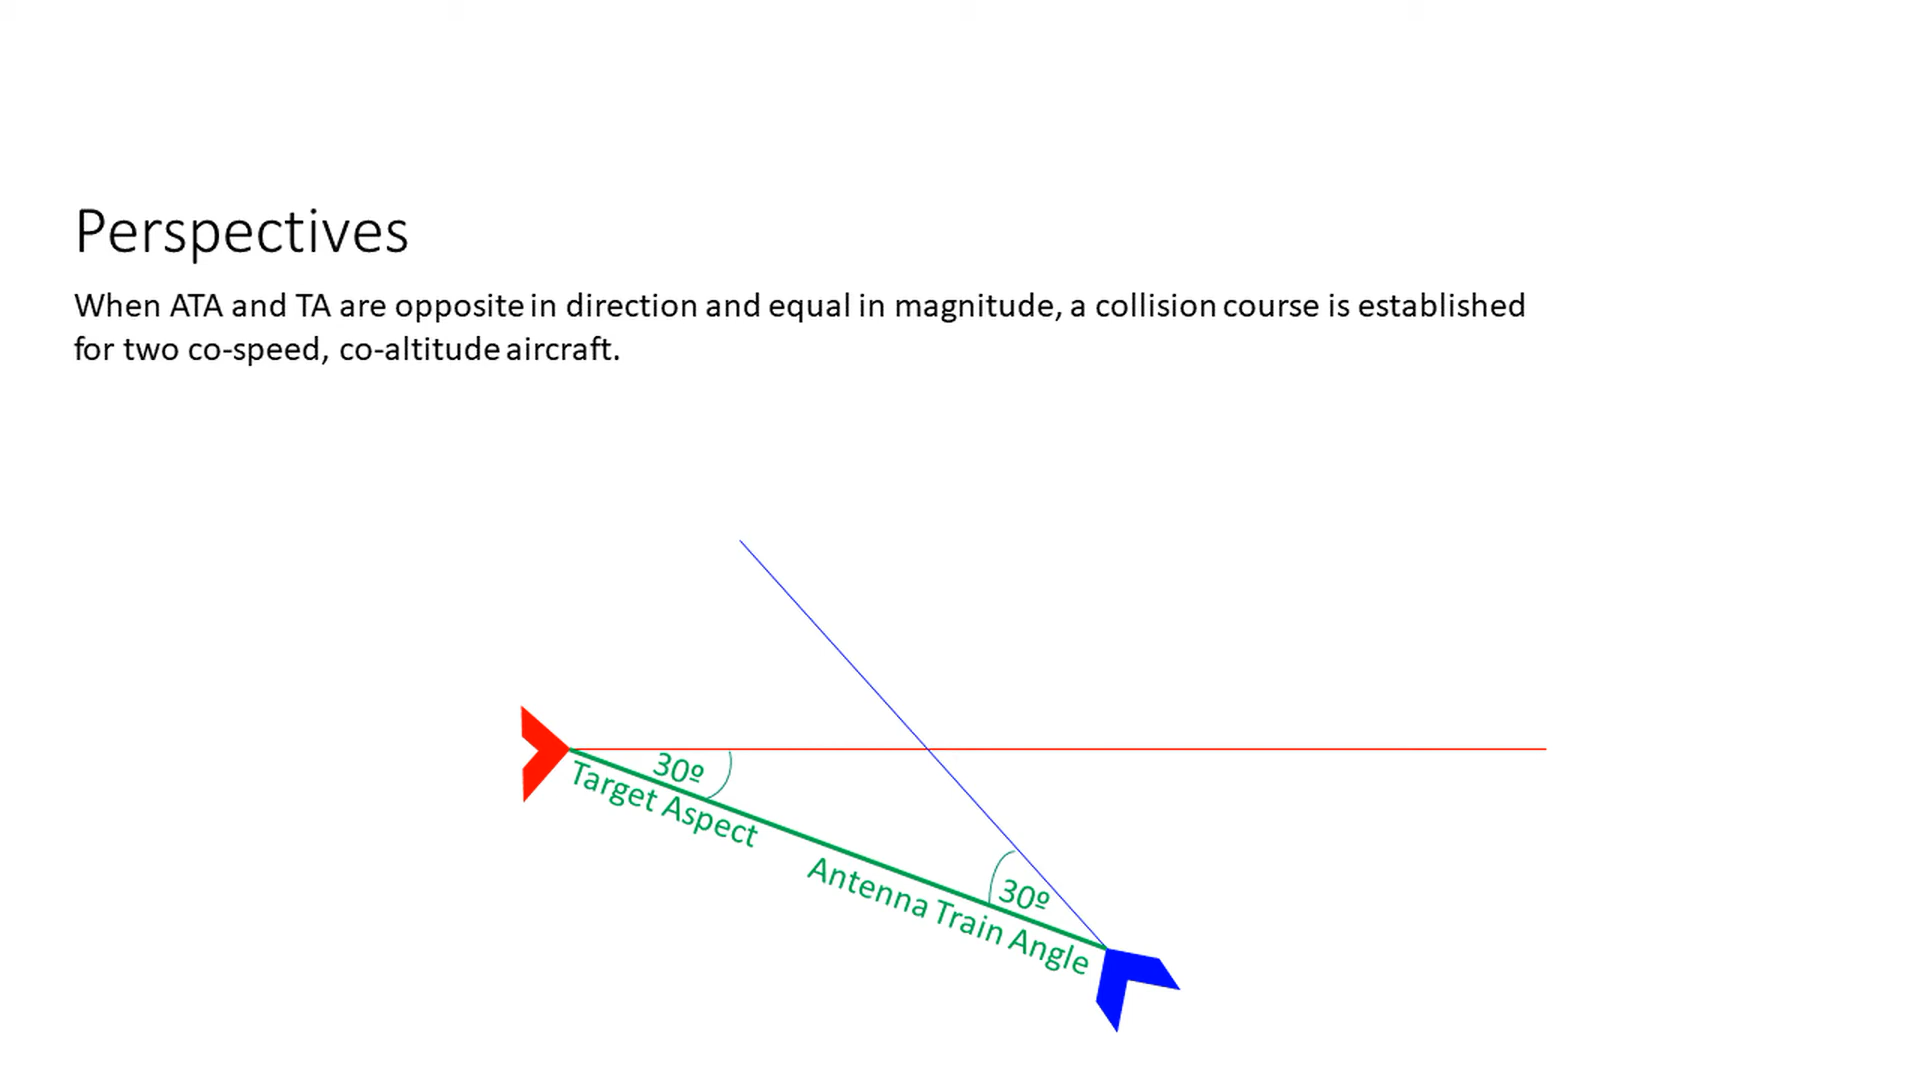 Perspectives
When ATA and TA are opposite in direction and equal in magnitude, a collision course is established
for two co-speed, co-altitude aircraft.
30º
Target Aspect
30º
Antenna Train Angle